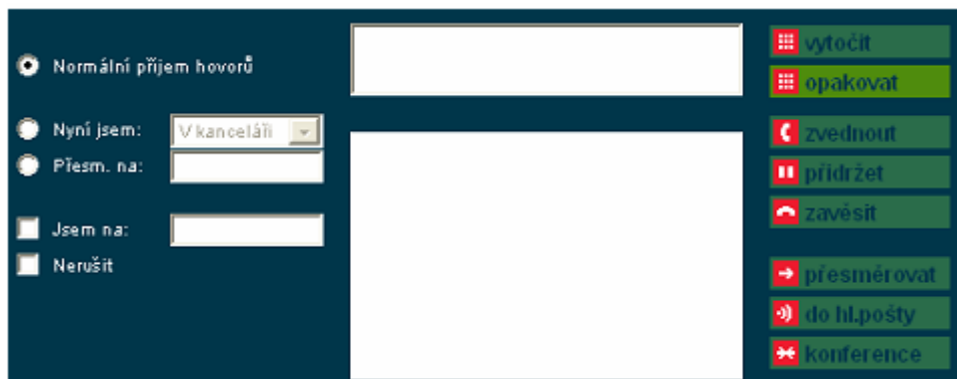 Normální příjem hovorů
Nyní jsem:
V kanceláři
Přesm. na:
Jsem na:
Nerušit
vytočit
opakovat
zvednout
přidržet
zavěsit
přesměrovat
do hl.pošty
konference